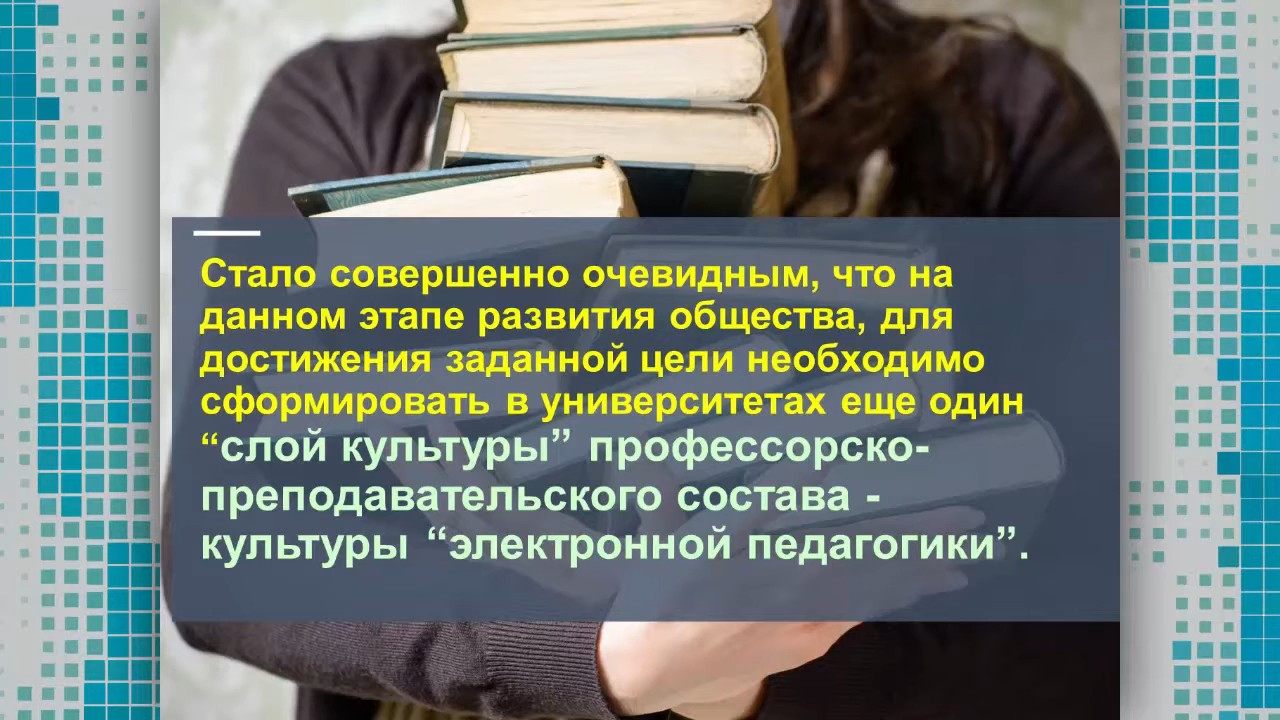 Стало совершенно очевидным, что на
данном этапе развития общества, для
достижения заданной цели необходимо
сформировать в университетах еще один
“слой культуры” профессорско-
преподавательского состава -
культуры “электронной педагогики”.